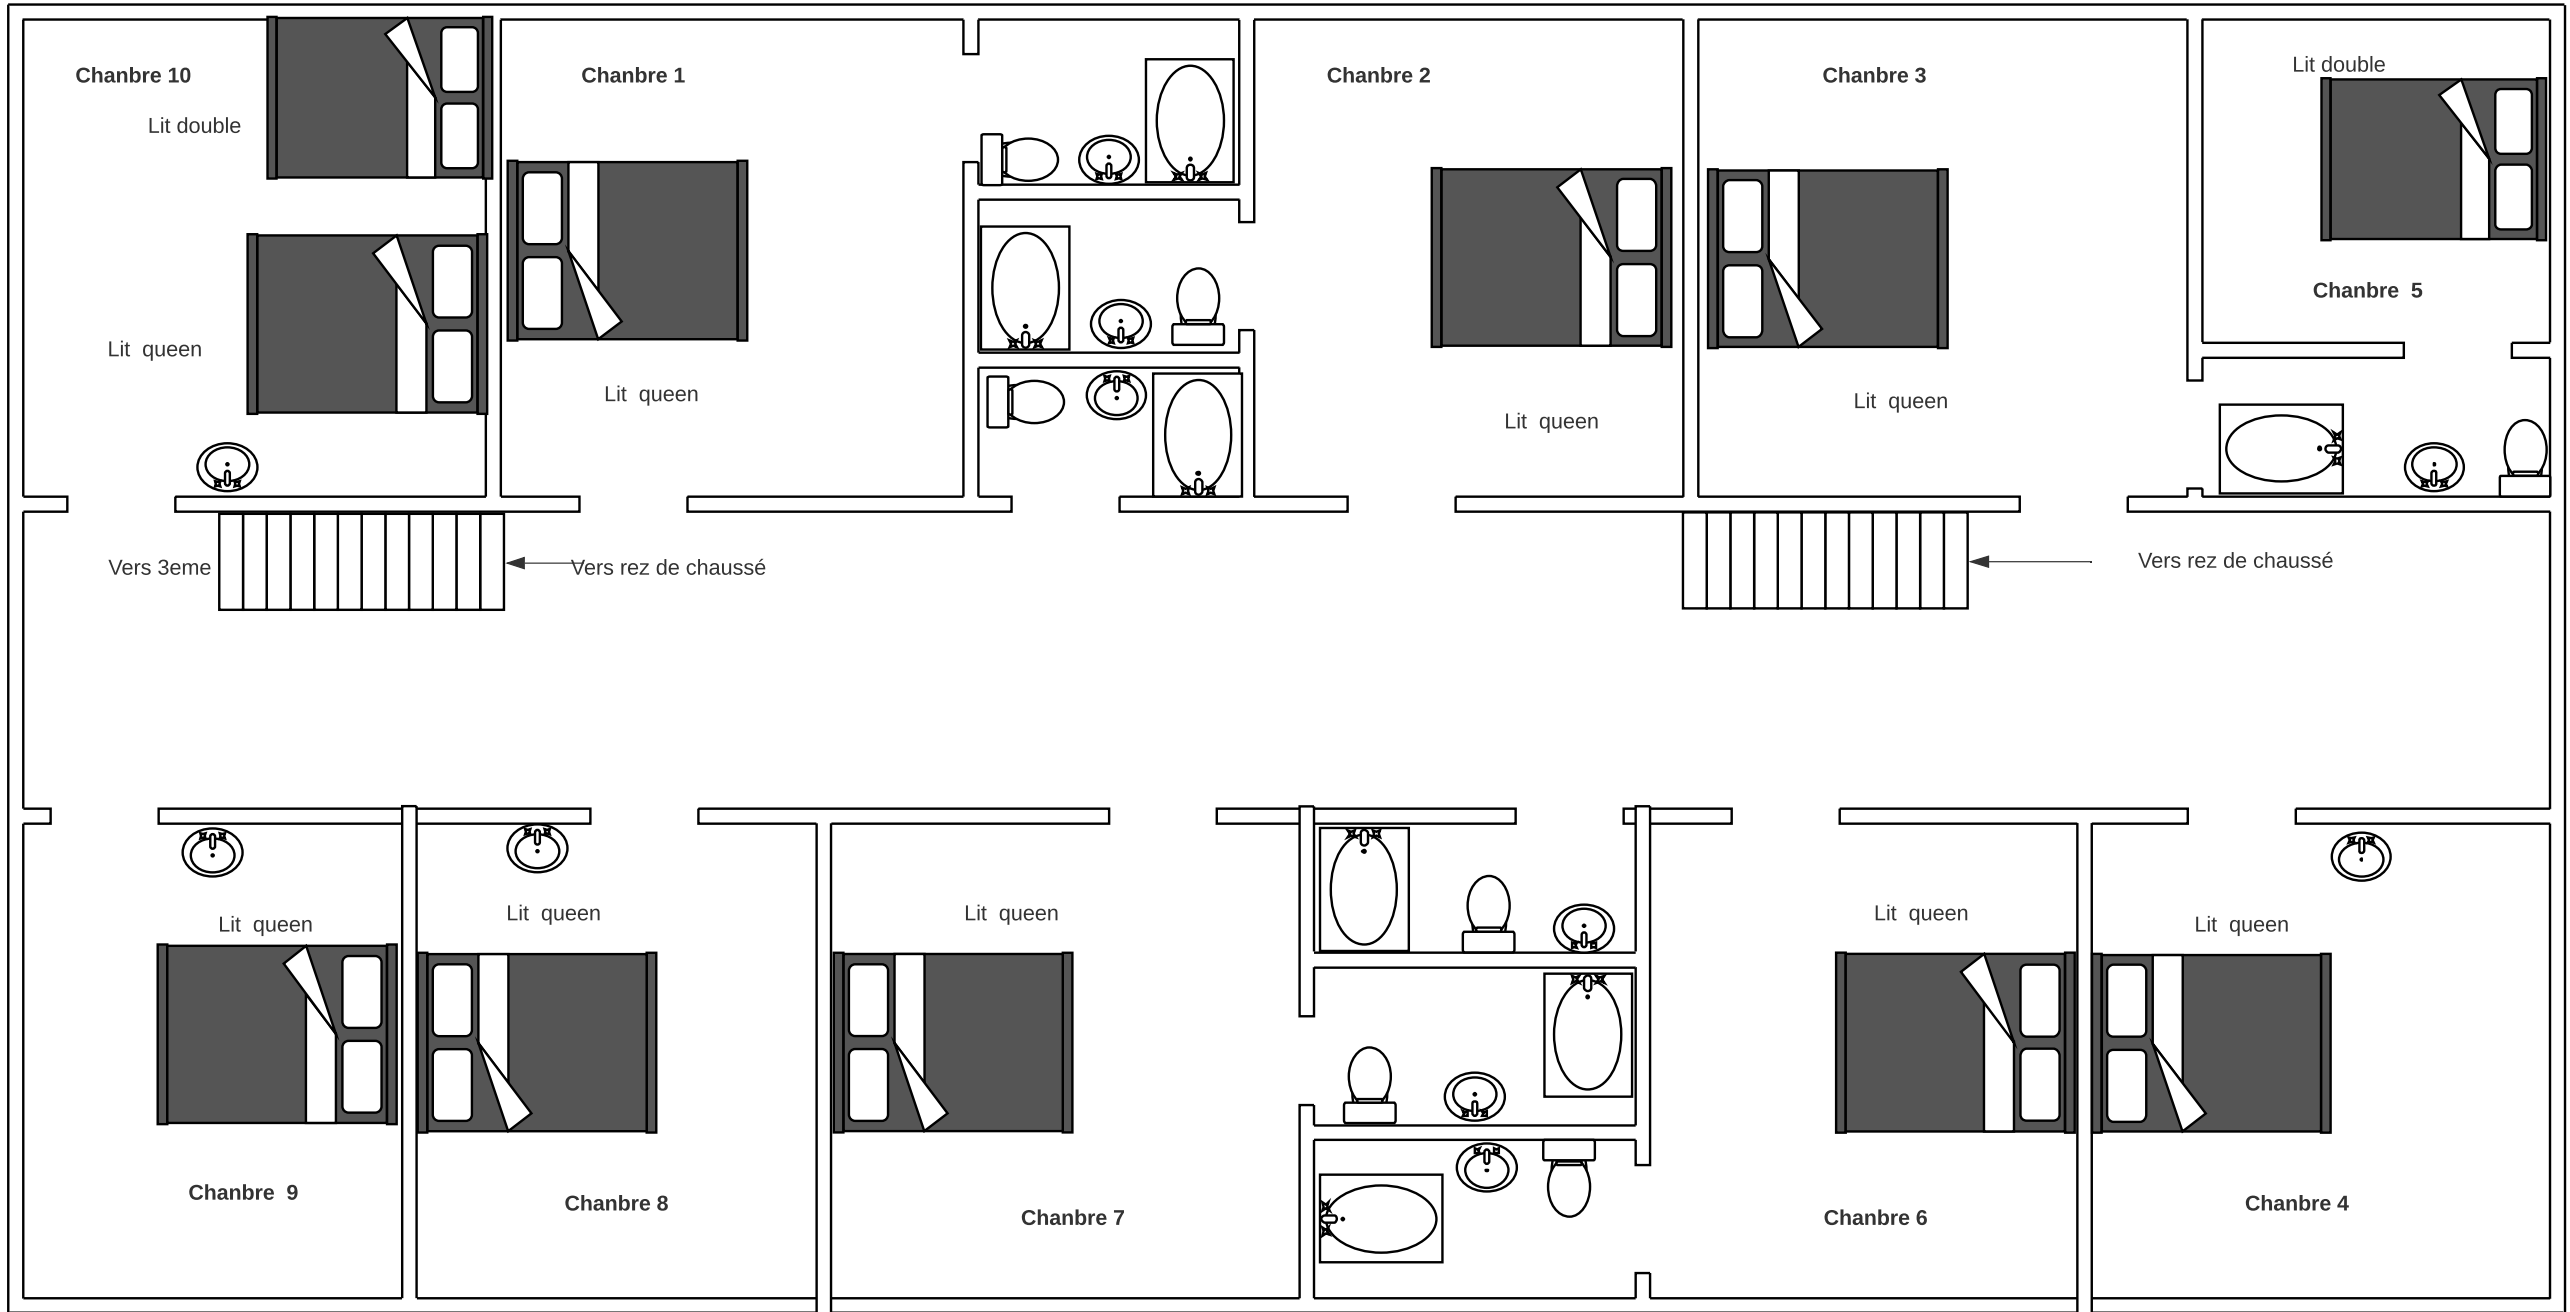 Chanbre 10
Lit double
Lit queen
Chanbre 1
Lit queen
Chanbre 2
Lit queen
Chanbre 3
Lit queen
Lit double
Chanbre 5
Vers 3eme
Vers rez de chaussé
Vers rez de chaussé
Lit queen
Chanbre 9
Lit queen
Chanbre 8
Lit queen
Chanbre 7
Lit queen
Chanbre 6
Lit queen
Chanbre 4